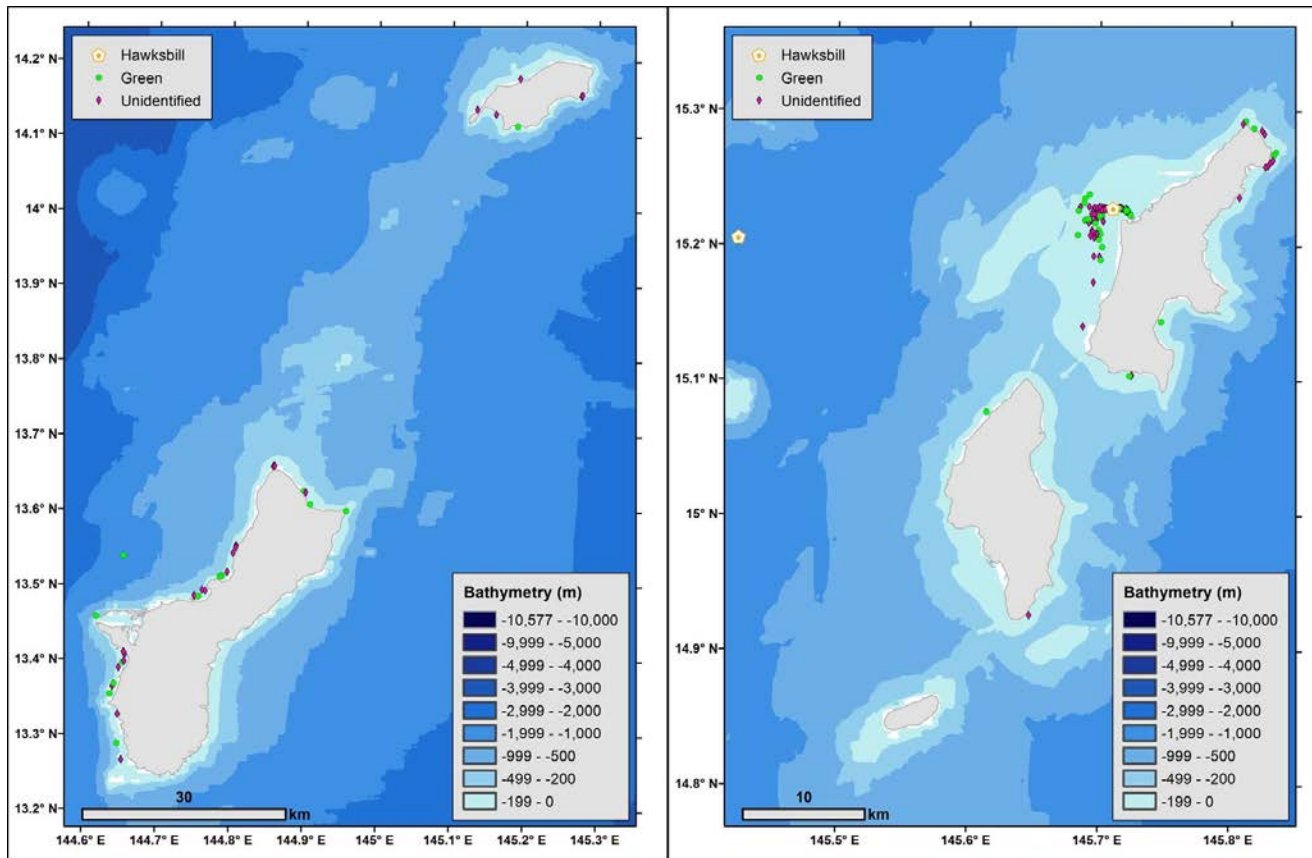 Hawksbill
Green
Unidentified
14.2° N
14.1° N
14° N
13.9° N
13.8° N
13.7° N
13.6° N
13.5° N
13.4° N
13.3° N
13.2° N
Bathymetry (m)
-10,577 - -10,000
-9,999 - -5,000
-4,999 - -4,000
-3,999 - -3,000
-2,999 - -2,000
-1,999 - -1,000
-999 - -500
-499 - -200
-199 - 0
30
km
144.6° E 144.7° E 144.8° E 144.9° E 145° E 145.1° E 145.2° E 145.3° E
Hawksbill
Green
Unidentified
15.3° N
15.2° N
15.1° N
15° N
14.9° N
14.8° N
Bathymetry (m)
-10,577 - -10,000
-9,999 - -5,000
-4,999 - -4,000
-3,999 - -3,000
-2,999 - -2,000
-1,999 - -1,000
-999 - -500
-499 - -200
-199 - 0
10
km
145.5° E 145.6° E 145.7° E 145.8° E